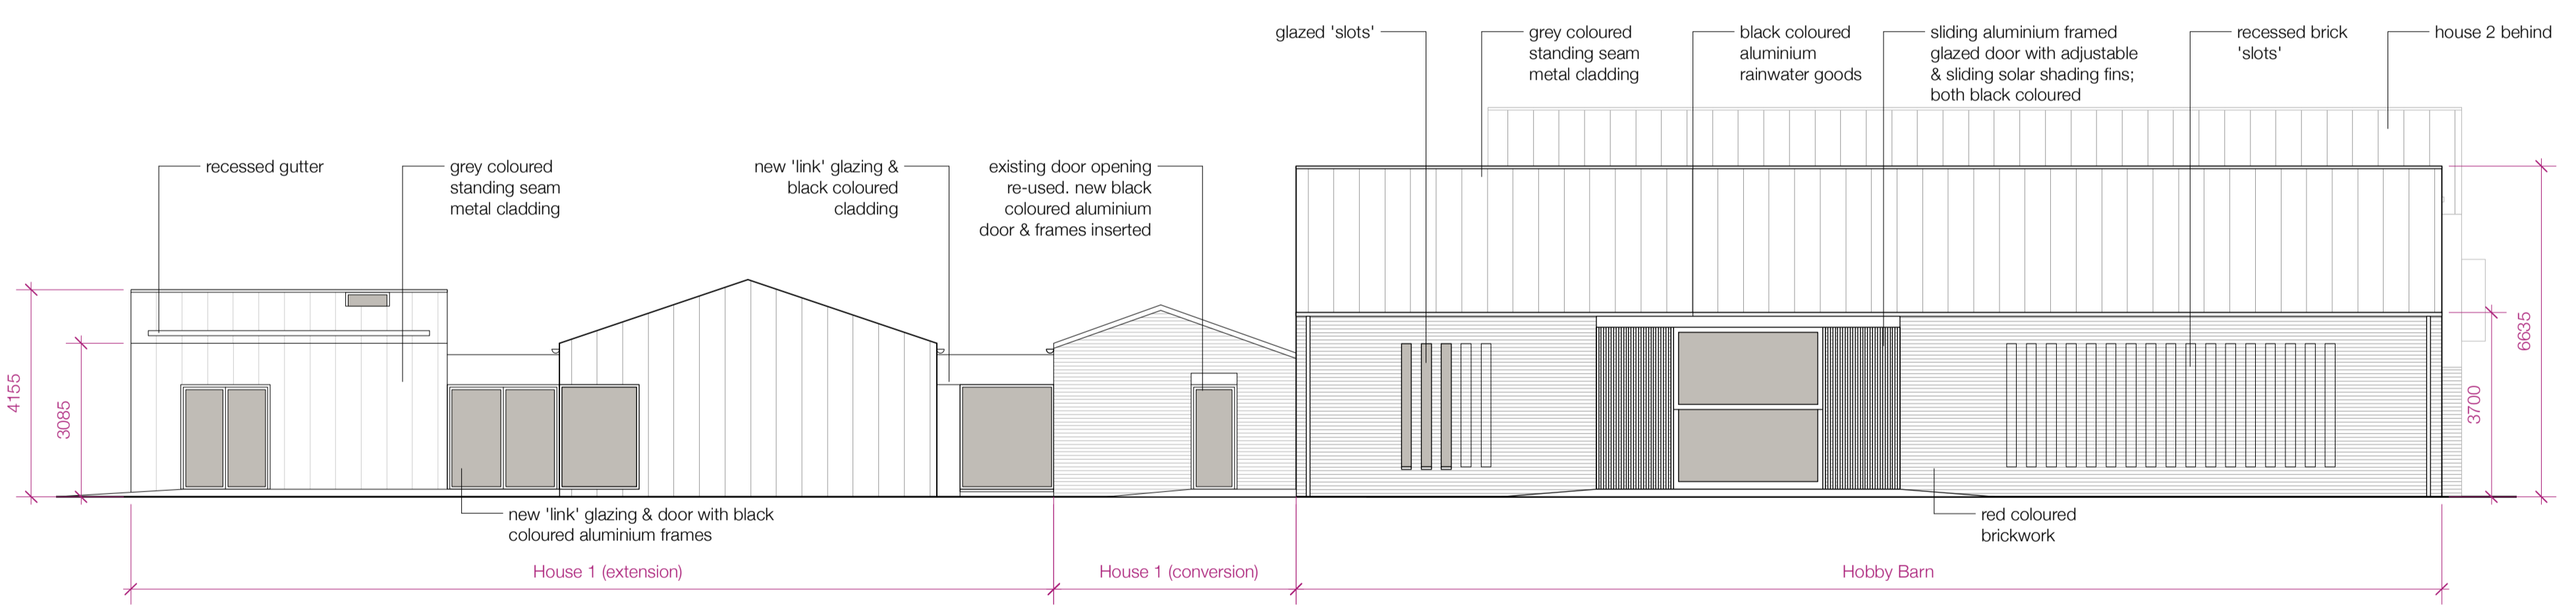 glazed 'slots'
grey coloured
standing seam
metal cladding
black coloured
aluminium
rainwater goods
sliding aluminium framed
glazed door with adjustable
& sliding solar shading fins;
both black coloured
recessed brick
'slots'
house 2 behind
recessed gutter
grey coloured
standing seam
metal cladding
new 'link' glazing &
black coloured
cladding
existing door opening
re-used. new black
coloured aluminium
door & frames inserted
4155
3085
3700
6635
new 'link' glazing & door with black
coloured aluminium frames
red coloured
brickwork
House 1 (extension)
House 1 (conversion)
Hobby Barn